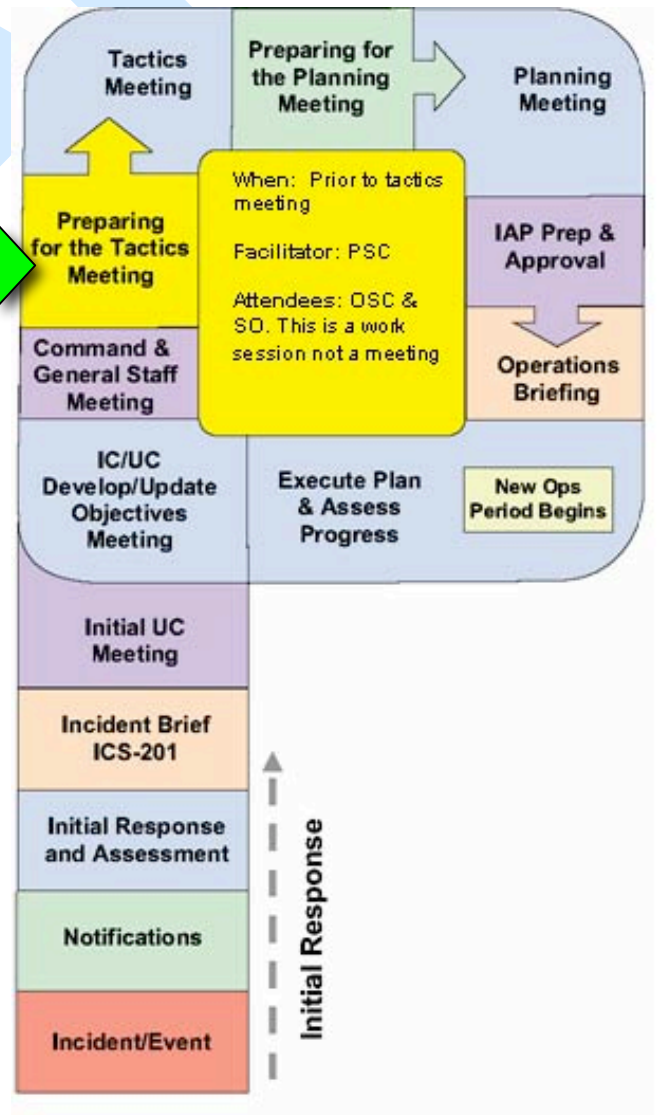 Tactics
Meeting
Preparing for
the Planning
Meeting
Planning
Meeting
Preparing
for the Tactics
Meeting
When: Prior to tactics
meeting
Facilitator: PSC
Attendees: OSC &
SO. This is a work
session not a meeting
IAP Prep &
Approval
Operations
Briefing
Command &
General Staff
Meeting
IC/UC
Develop/Update
Objectives
Meeting
Execute Plan
& Assess
Progress
New Ops
Period Begins
Initial UC
Meeting
Incident Brief
ICS-201
Initial Response
and Assessment
Notifications
Incident/Event
Initial Response